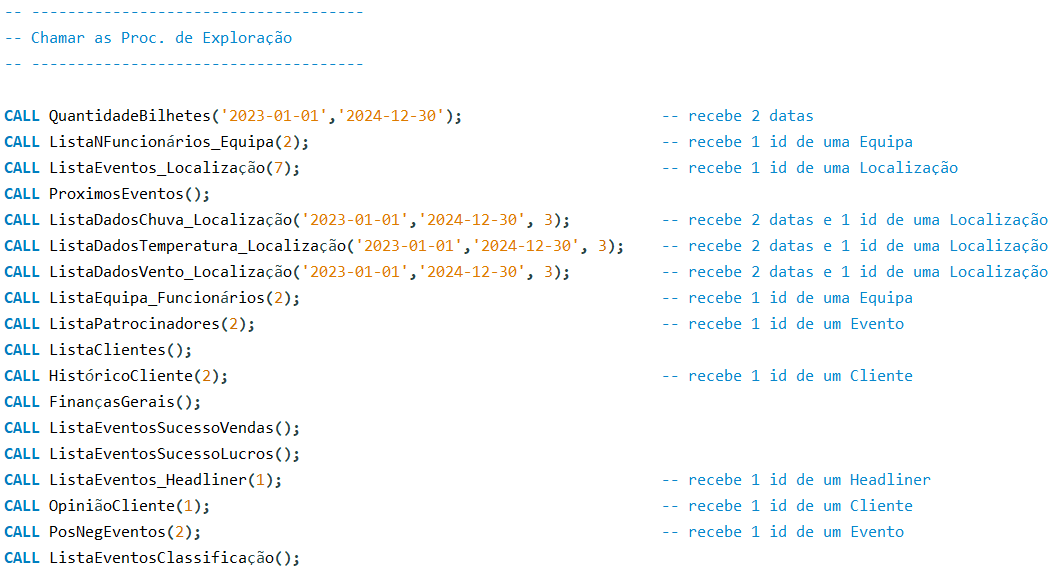 -- -------------------------------------
-- Chamar as Proc. de Exploração
-- -------------------------------------
CALL QuantidadeBilhetes('2023-01-01','2024-12-30'); -- recebe 2 datas
CALL ListaNFuncionários_Equipa(2); -- recebe 1 id de uma Equipa
CALL ListaEventos_Localização(7); -- recebe 1 id de uma Localização
CALL ProximosEventos();
CALL ListaDadosChuva_Localização('2023-01-01','2024-12-30', 3); -- recebe 2 datas e 1 id de uma Localização
CALL ListaDadosTemperatura_Localização('2023-01-01','2024-12-30', 3); -- recebe 2 datas e 1 id de uma Localização
CALL ListaDadosVento_Localização('2023-01-01','2024-12-30', 3); -- recebe 2 datas e 1 id de uma Localização
CALL ListaEquipa_Funcionários(2); -- recebe 1 id de uma Equipa
CALL ListaPatrocinadores(2); -- recebe 1 id de um Evento
CALL ListaClientes();
CALL HistóricoCliente(2); -- recebe 1 id de um Cliente
CALL FinançasGerais();
CALL ListaEventosSucessoVendas();
CALL ListaEventosSucessoLucros();
CALL ListaEventos_Headliner(1); -- recebe 1 id de um Headliner
CALL OpiniãoCliente(1); -- recebe 1 id de um Cliente
CALL PosNegEventos(2); -- recebe 1 id de um Evento
CALL ListaEventosClassificação();